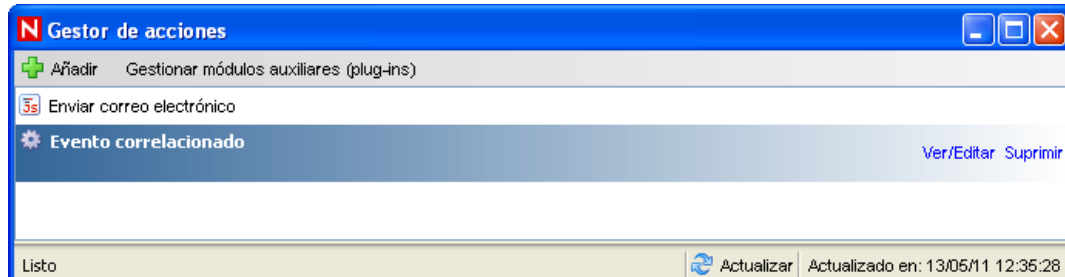 N Gestor de acciones
Añadir Gestionar módulos auxiliares (plug-ins)
Js Enviar correo electrónico
Evento correlacionado Ver/Editar Suprimir
Listo Actualizar Actualizado en: 13/05/11 12:35:28